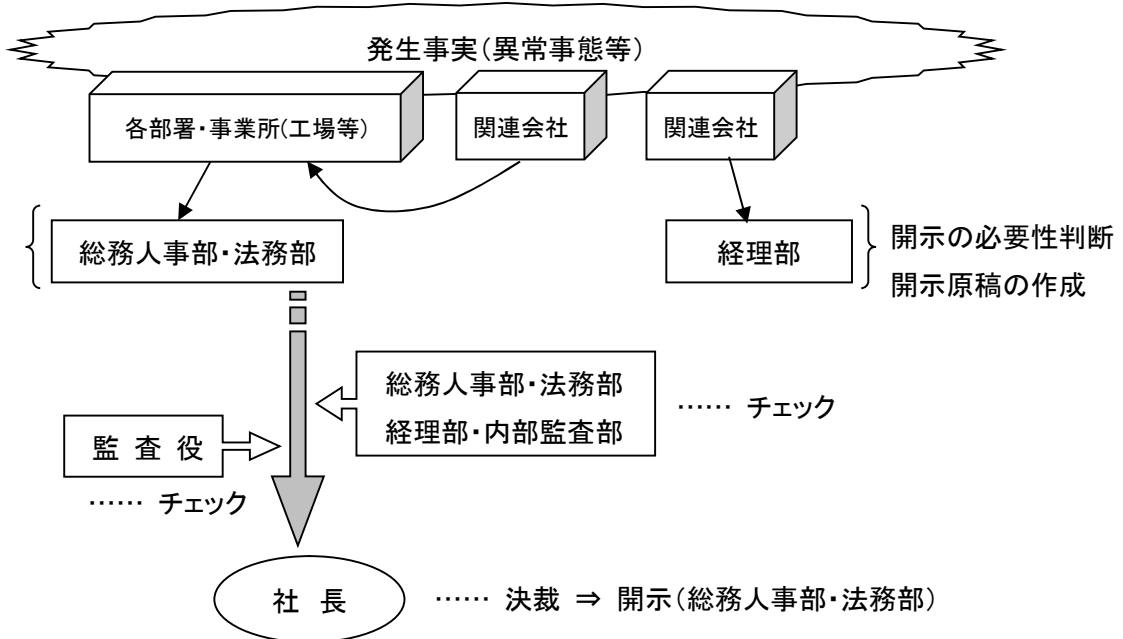 発生事実(異常事態等)
各部署・事業所(工場等)
関連会社
関連会社
総務人事部・法務部
経理部
開示の必要性判断
開示原稿の作成
総務人事部・法務部
経理部・内部監査部
…… チェック
監 査 役
…… チェック
社 長
…… 決裁 ⇒ 開示(総務人事部・法務部)